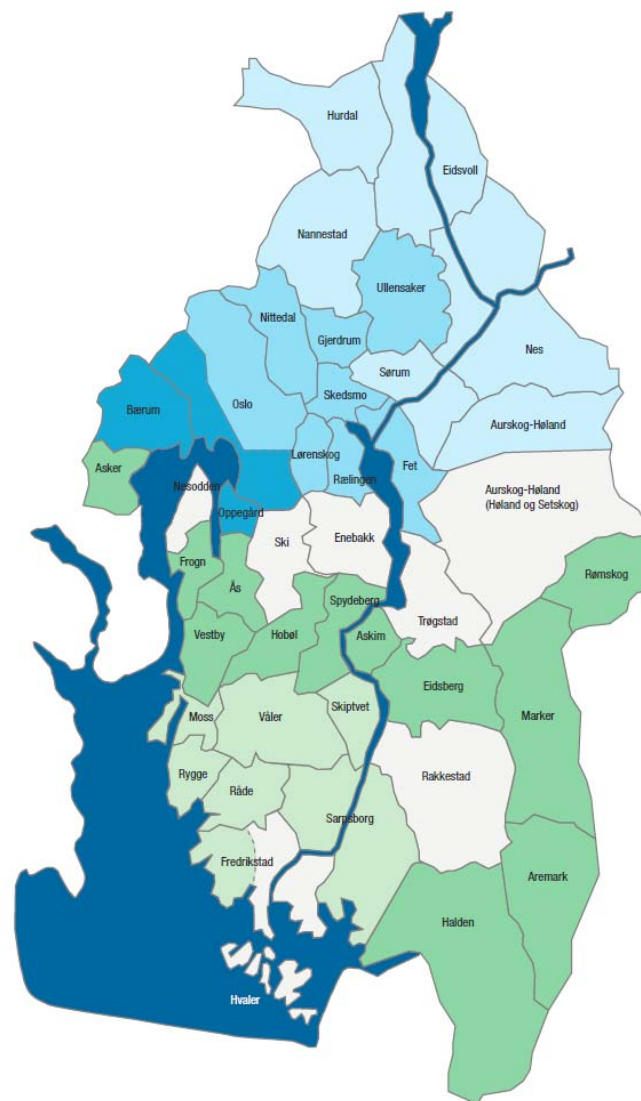 Hurdal
Eidsvoll
Nannestad
Ullensaker
Nittedal
Gjerdrum
Nes
Sørum
Skedsmo
Oslo
Bærum
Aurskog-Høland
Lørenskog
Asker
Fet
Rælingen
Nesodden
Aurskog-Høland
(Høland og Setskog)
Oppegård
Enebakk
Ski
Frogn
Rømskog
Ås
Spydeberg
Trøgstad
Vestby
Hobøl
Askim
Eidsberg
Skiptvet
Moss
Våler
Marker
Rygge
Rakkestad
Råde
Sarpsborg
Fredrikstad
Aremark
Halden
Hvaler